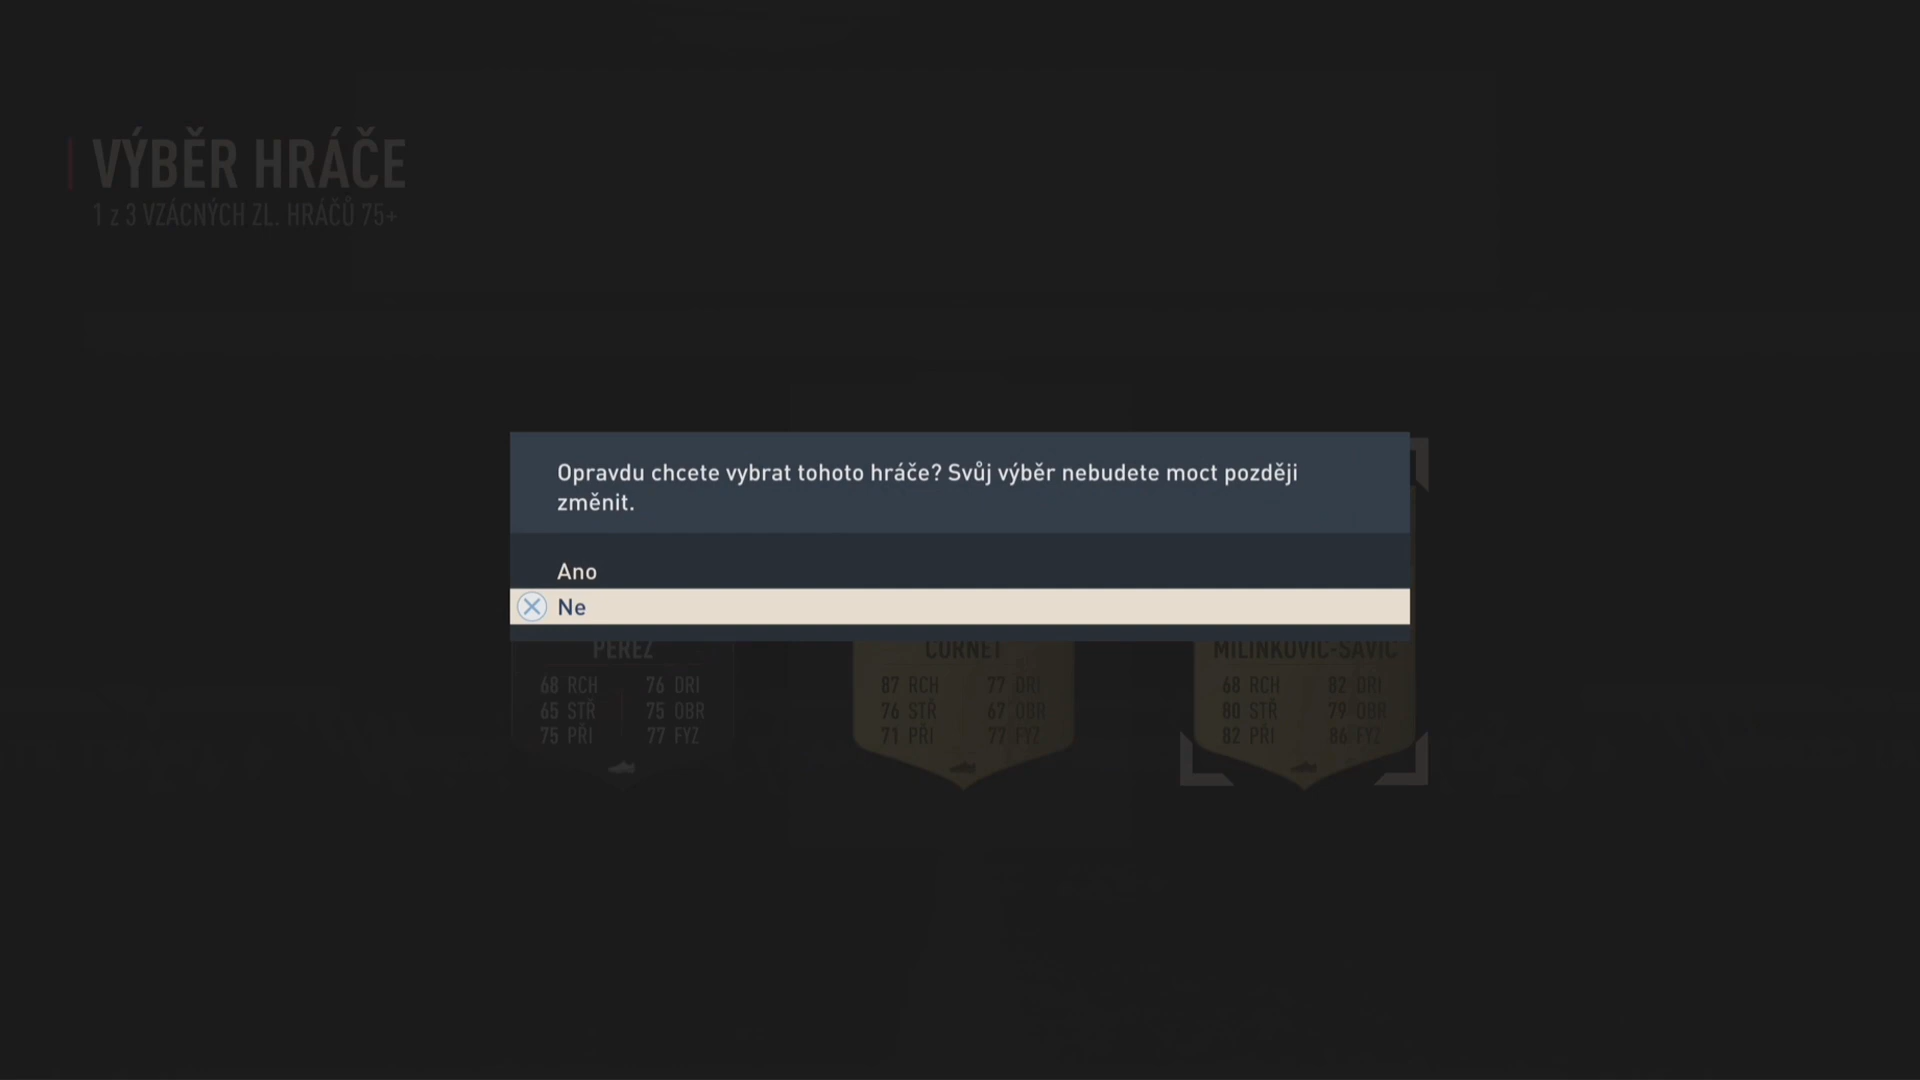 VÝBĚR HRÁČE
1 z 3 VZÁCNÝCH ZL. HRÁČŮ 75+
Opravdu chcete vybrat tohoto hráče? Svůj výběr nebudete moct později
změnit.
Ano
Ne
PÉREZ
68 RCH 76 DRI
65 STŘ 75 OBR
75 PŘI 77 FYZ
CORNET
87 RCH 77 DRI
76 STŘ 67 OBR
71 PŘI 77 FYZ
MILINKOVIĆ-SAVIĆ
68 RCH 82 DRI
80 STŘ 79 OBR
82 PŘI 86 FYZ